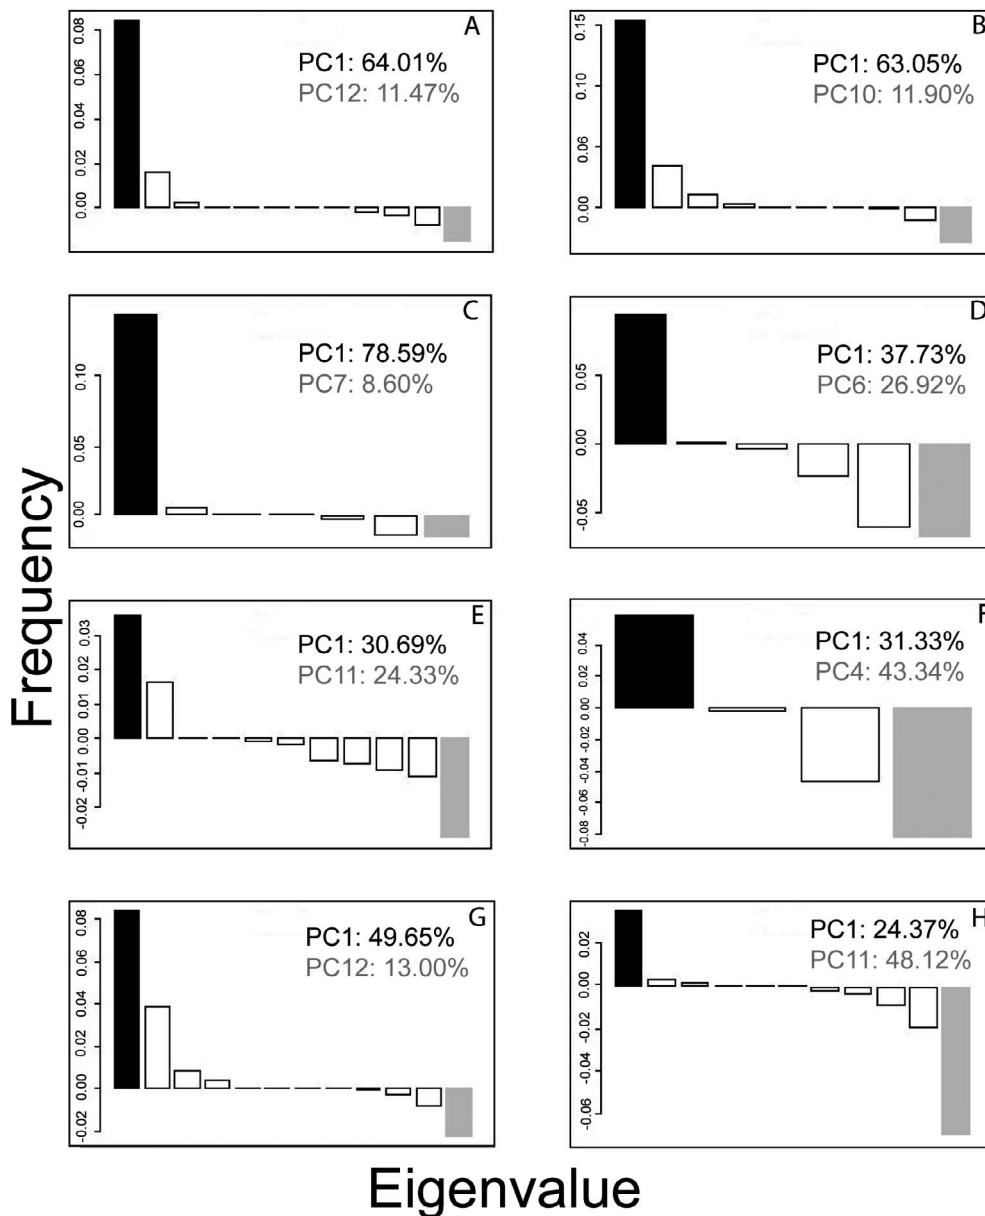 Frequency
A
PC1: 64.01%
PC12: 11.47%
0.08
0.06
0.04
0.02
0.00
B
PC1: 63.05%
PC10: 11.90%
0.15
0.10
0.06
0.00
C
PC1: 78.59%
PC7: 8.60%
0.10
0.05
0.00
D
PC1: 37.73%
PC6: 26.92%
0.05
0.00
-0.05
E
PC1: 30.69%
PC11: 24.33%
0.03
0.02
0.01
0.00
-0.01
-0.02
F
PC1: 31.33%
PC4: 43.34%
0.04
0.02
0.00
-0.02
-0.04
-0.06
-0.08
G
PC1: 49.65%
PC12: 13.00%
0.08
0.06
0.04
0.02
0.00
-0.02
H
PC1: 24.37%
PC11: 48.12%
0.02
0.00
-0.02
-0.04
-0.06
Eigenvalue